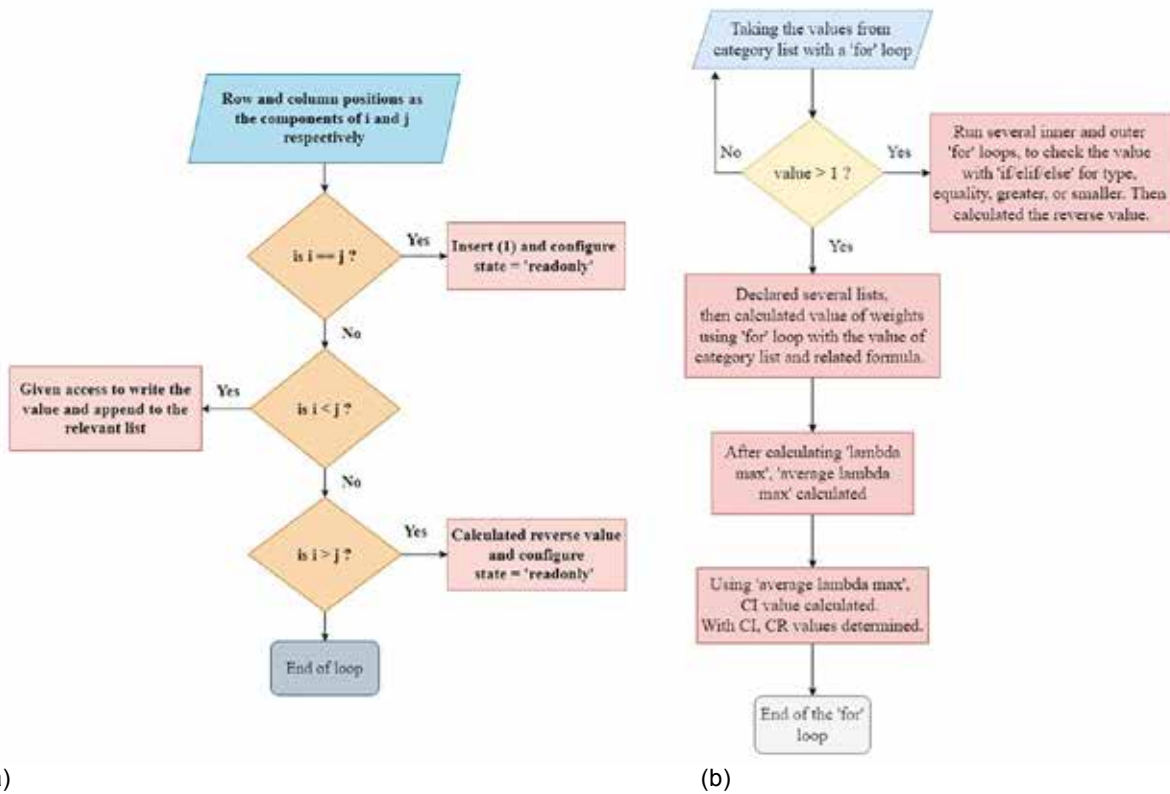 Row and column positions as
the components of i and j
respectively
is i == j ?
Yes
Insert (1) and configure
state = 'readonly'
No
is i < j ?
Yes
Given access to write the
value and append to the
relevant list
No
is i > j ?
Yes
Calculated reverse value
and configure
state = 'readonly'
End of loop
a)
Taking the values from
category list with a 'for' loop
No
value > 1 ?
Yes
Run several inner and outer
'for' loops, to check the value
with 'if/elif/else' for type,
equality, greater, or smaller. Then
calculated the reverse value.
Yes
Declared several lists,
then calculated value of weights
using 'for' loop with the value of
category list and related formula.
After calculating 'lambda
max', 'average lambda
max' calculated
Using 'average lambda max',
CI value calculated.
With CI, CR values determined.
End of the 'for'
loop
(b)